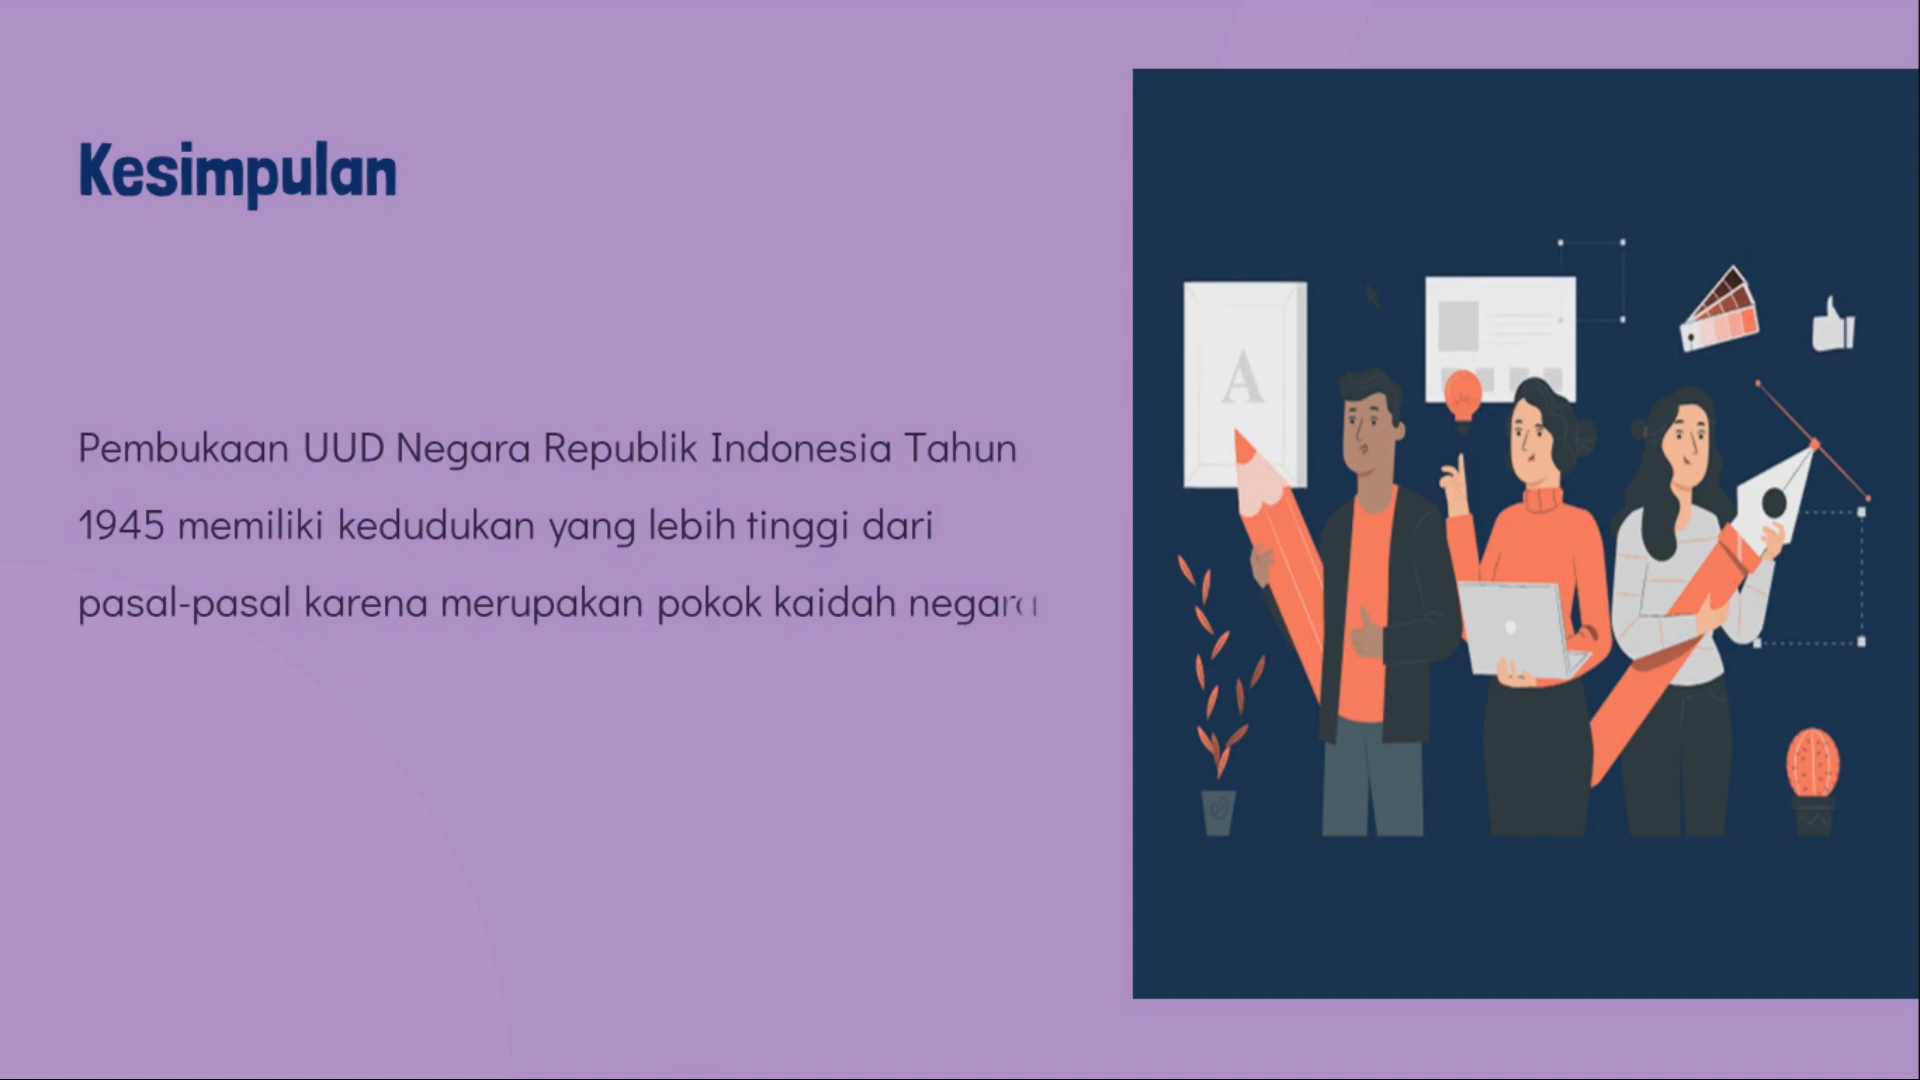 Kesimpulan
Pembukaan UUD Negara Republik Indonesia Tahun
1945 memiliki kedudukan yang lebih tinggi dari
pasal-pasal karena merupakan pokok kaidah negara
A